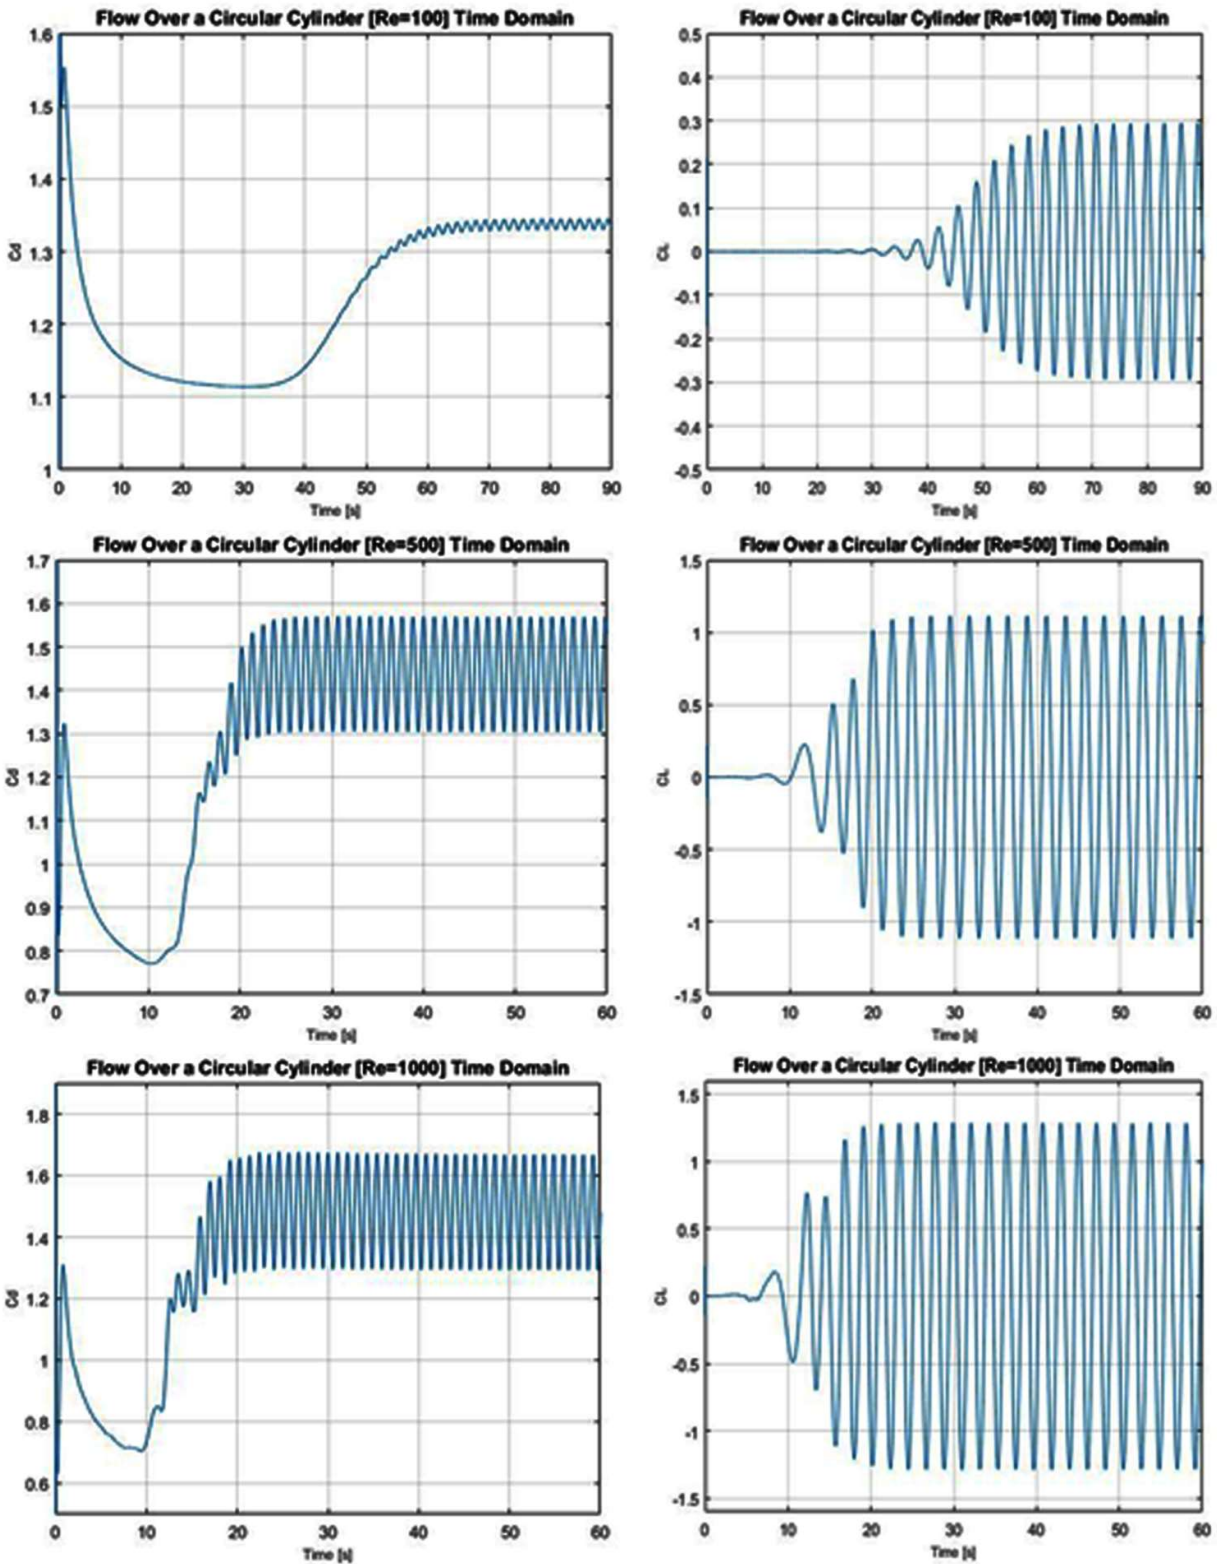 Flow Over a Circular Cylinder [Re=100] Time Domain
1.6
1.5
1.4
1.3
1.2
1.1
1
Cd
0 10 20 30 40 50 60 70 80 90
Time [s]
Flow Over a Circular Cylinder [Re=100] Time Domain
0.5
0.4
0.3
0.2
0.1
0
-0.1
-0.2
-0.3
-0.4
-0.5
CL
0 10 20 30 40 50 60 70 80 90
Time [s]
Flow Over a Circular Cylinder [Re=500] Time Domain
1.7
1.6
1.5
1.4
1.3
1.2
1.1
1
0.9
0.8
0.7
Cd
0 10 20 30 40 50 60
Time [s]
Flow Over a Circular Cylinder [Re=500] Time Domain
1.5
1
0.5
0
-0.5
-1
-1.5
CL
0 10 20 30 40 50 60
Time [s]
Flow Over a Circular Cylinder [Re=1000] Time Domain
1.8
1.6
1.4
1.2
1
0.8
0.6
Cd
0 10 20 30 40 50 60
Time [s]
Flow Over a Circular Cylinder [Re=1000] Time Domain
1.5
1
0.5
0
-0.5
-1
-1.5
CL
0 10 20 30 40 50 60
Time [s]